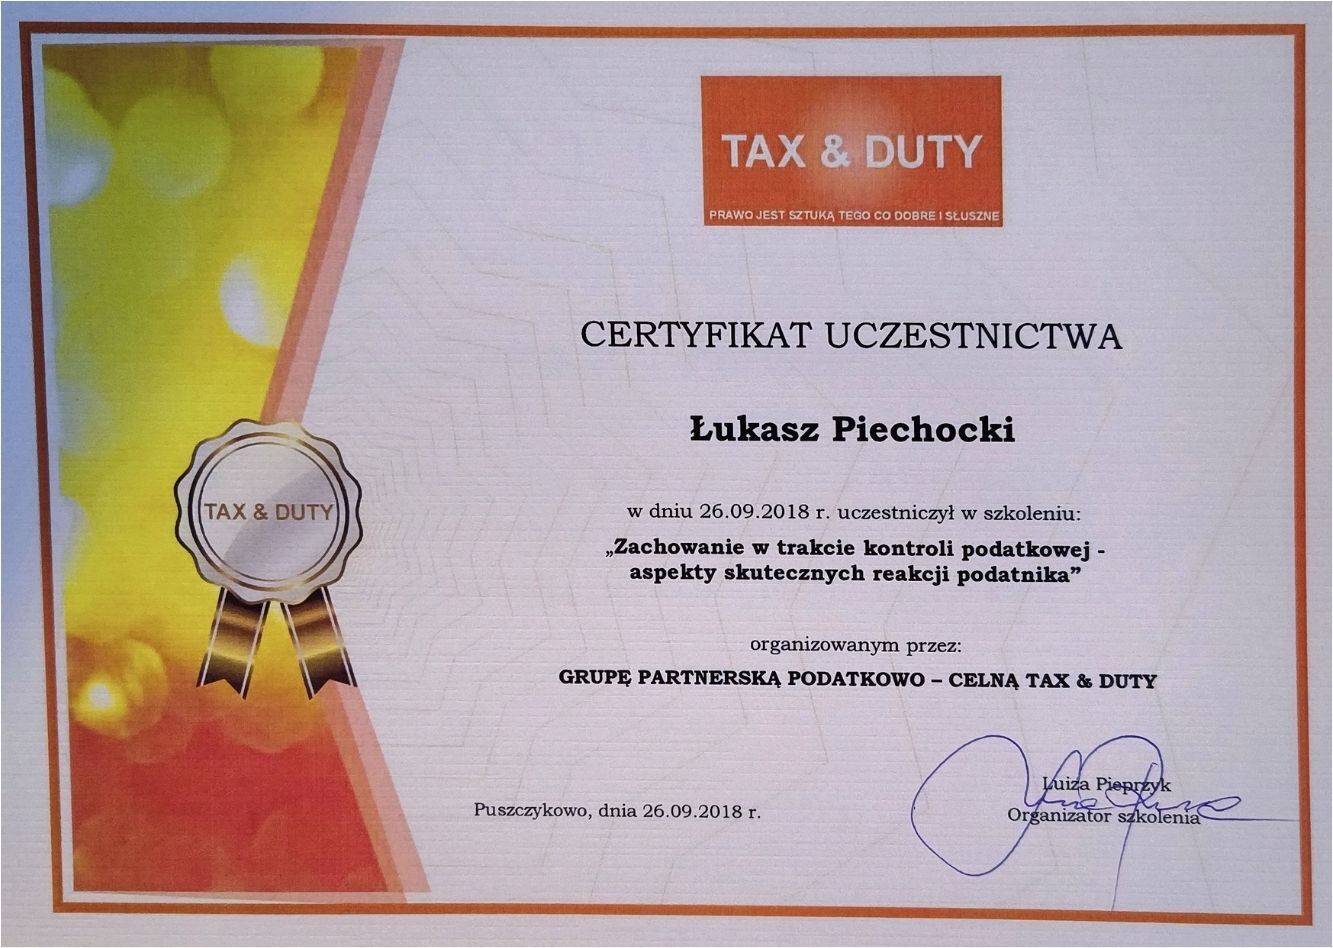 TAX & DUTY
PRAWO JEST SZTUKĄ TEGO CO DOBRE I SŁUSZNE
CERTYFIKAT UCZESTNICTWA
Łukasz Piechocki
w dniu 26.09.2018 r. uczestniczył w szkoleniu:
„Zachowanie w trakcie kontroli podatkowej -
aspekty skutecznych reakcji podatnika”
TAX & DUTY
organizowanym przez:
GRUPĘ PARTNERSKĄ PODATKOWO – CELNĄ TAX & DUTY
Luiza Pieprzyk
Organizator szkolenia
Puszczykowo, dnia 26.09.2018 r.